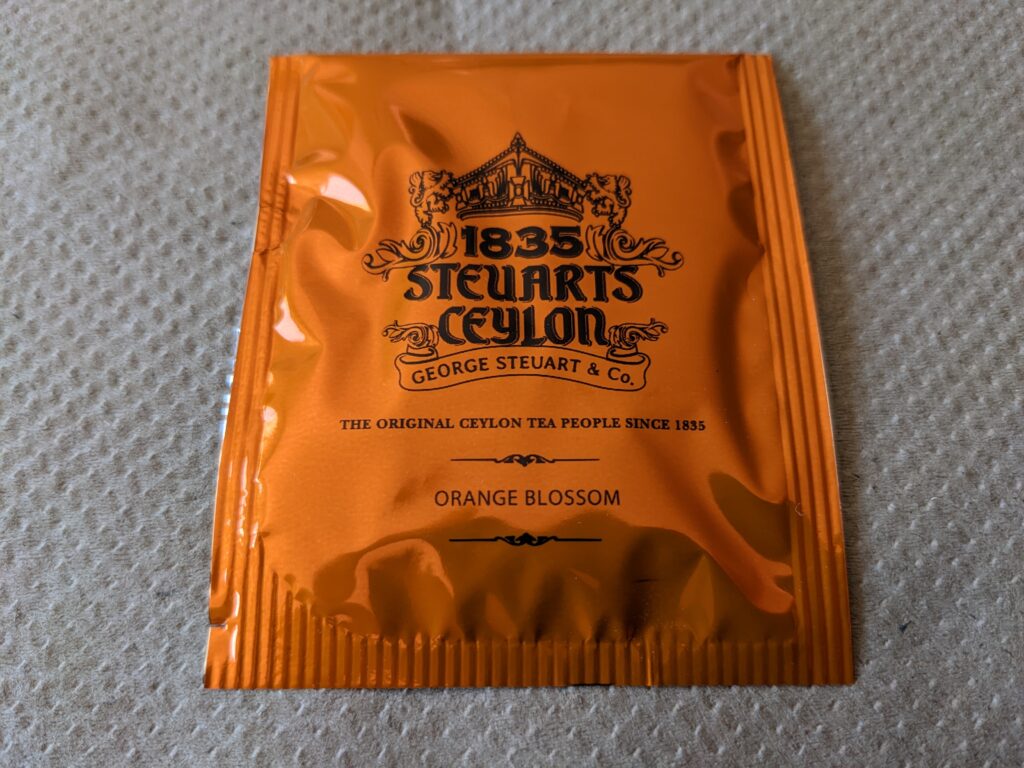 1835
STEUARTS
CEYLON
GEORGE STEUART & Co.
THE ORIGINAL CEYLON TEA PEOPLE SINCE 1835
ORANGE BLOSSOM